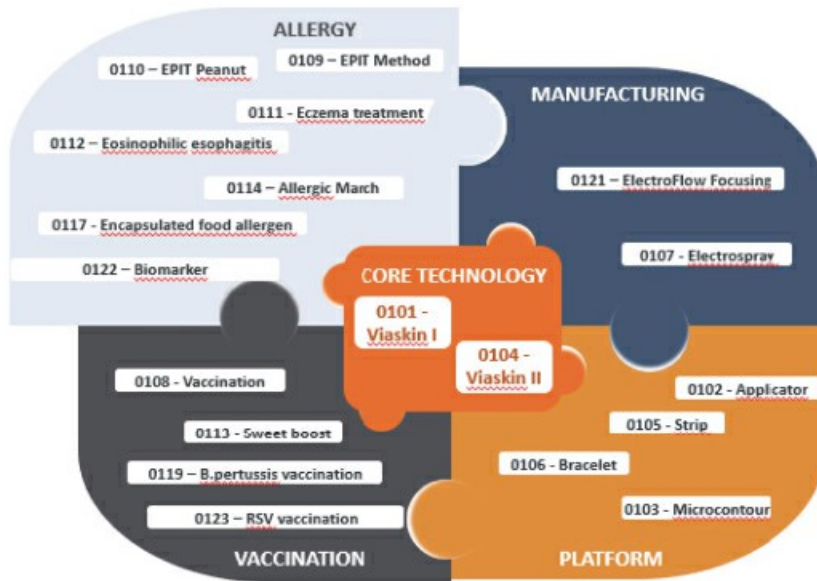 ALLERGY
0110 – EPIT Peanut
0109 – EPIT Method
0111 - Eczema treatment
0112 – Eosinophilic esophagitis
0114 – Allergic March
0117 - Encapsulated food allergen
0122 – Biomarker
MANUFACTURING
0121 – ElectroFlow Focusing
0107 - Electrospray
CORE TECHNOLOGY
0101 -
Viaskin I
0104 –
Viaskin II
0108 - Vaccination
0113 - Sweet boost
0119 – B.pertussis vaccination
0123 – RSV vaccination
VACCINATION
0102 - Applicator
0105 - Strip
0106 - Bracelet
0103 - Microcontour
PLATFORM